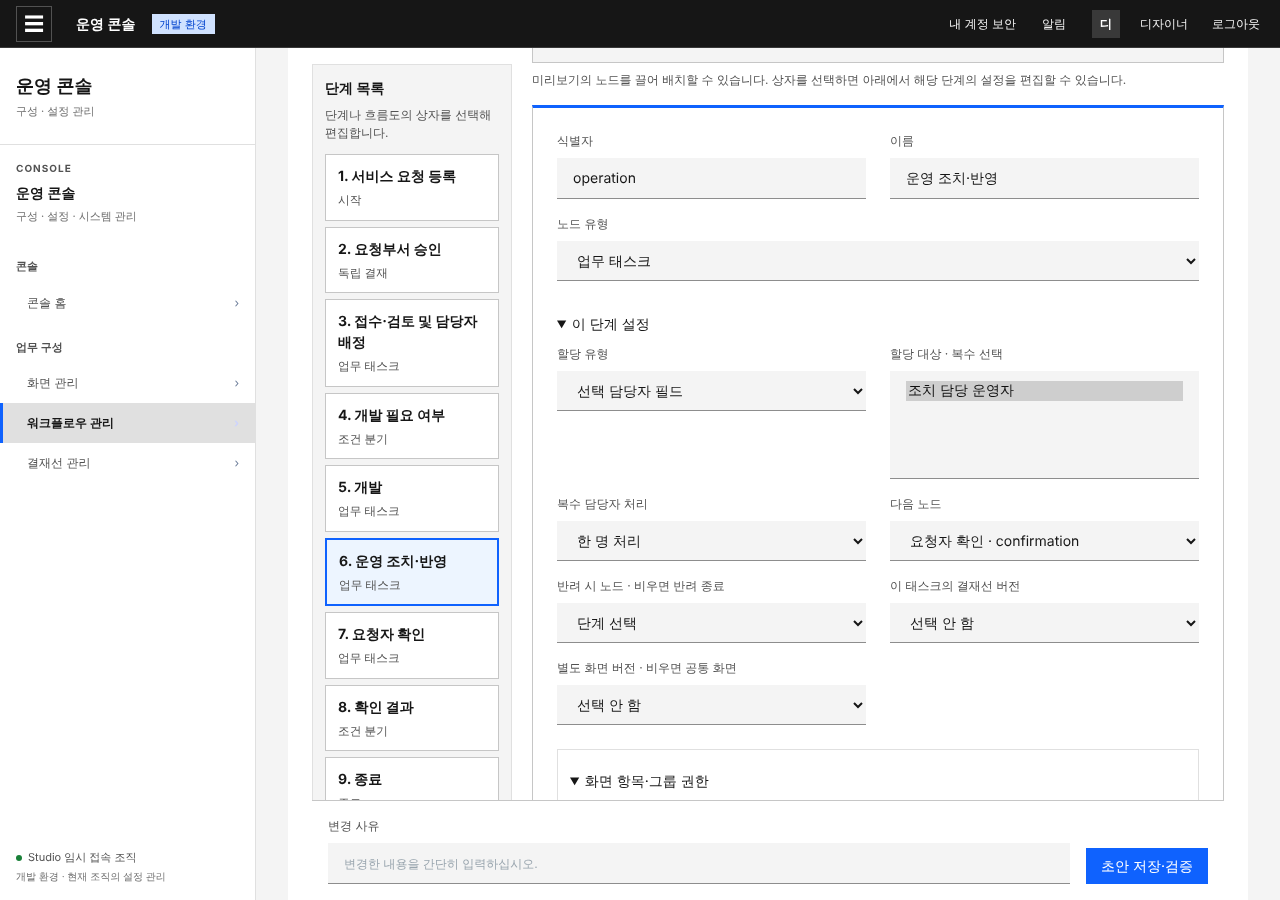 운영 콘솔
개발 환경
내 계정 보안
알림
디
디자이너
로그아웃
운영 콘솔
구성 · 설정 관리
CONSOLE
운영 콘솔
구성 · 설정 · 시스템 관리
콘솔
콘솔 홈
업무 구성
화면 관리
워크플로우 관리
결재선 관리
Studio 임시 접속 조직
개발 환경 · 현재 조직의 설정 관리
단계 목록
단계나 흐름도의 상자를 선택해
편집합니다.
1. 서비스 요청 등록
시작
2. 요청부서 승인
독립 결재
3. 접수·검토 및 담당자
배정
업무 태스크
4. 개발 필요 여부
조건 분기
5. 개발
업무 태스크
6. 운영 조치·반영
업무 태스크
7. 요청자 확인
업무 태스크
8. 확인 결과
조건 분기
9. 종료
미리보기의 노드를 끌어 배치할 수 있습니다. 상자를 선택하면 아래에서 해당 단계의 설정을 편집할 수 있습니다.
식별자
이름
operation
운영 조치·반영
노드 유형
업무 태스크
▼ 이 단계 설정
할당 유형
할당 대상 · 복수 선택
선택 담당자 필드
조치 담당 운영자
복수 담당자 처리
다음 노드
한 명 처리
요청자 확인 · confirmation
반려 시 노드 · 비우면 반려 종료
이 태스크의 결재선 버전
단계 선택
선택 안 함
별도 화면 버전 · 비우면 공통 화면
선택 안 함
▼ 화면 항목·그룹 권한
변경 사유
변경한 내용을 간단히 입력하십시오.
초안 저장·검증